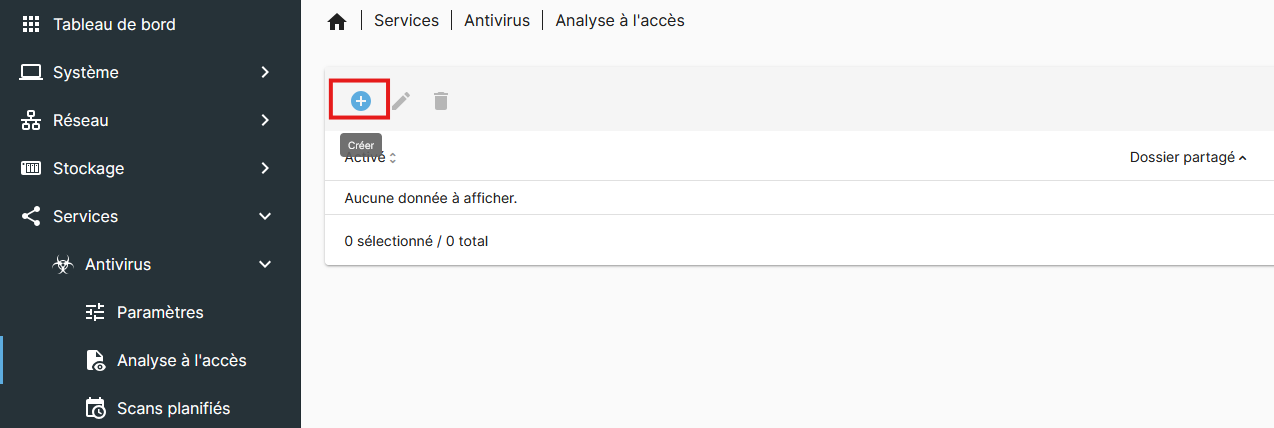 Tableau de bord
Système
Réseau
Stockage
Services
Antivirus
Paramètres
Analyse à l'accès
Scans planifiés
Services | Antivirus | Analyse à l'accès
Créer
Activé Dossier partagé
Aucune donnée à afficher.
0 sélectionné / 0 total